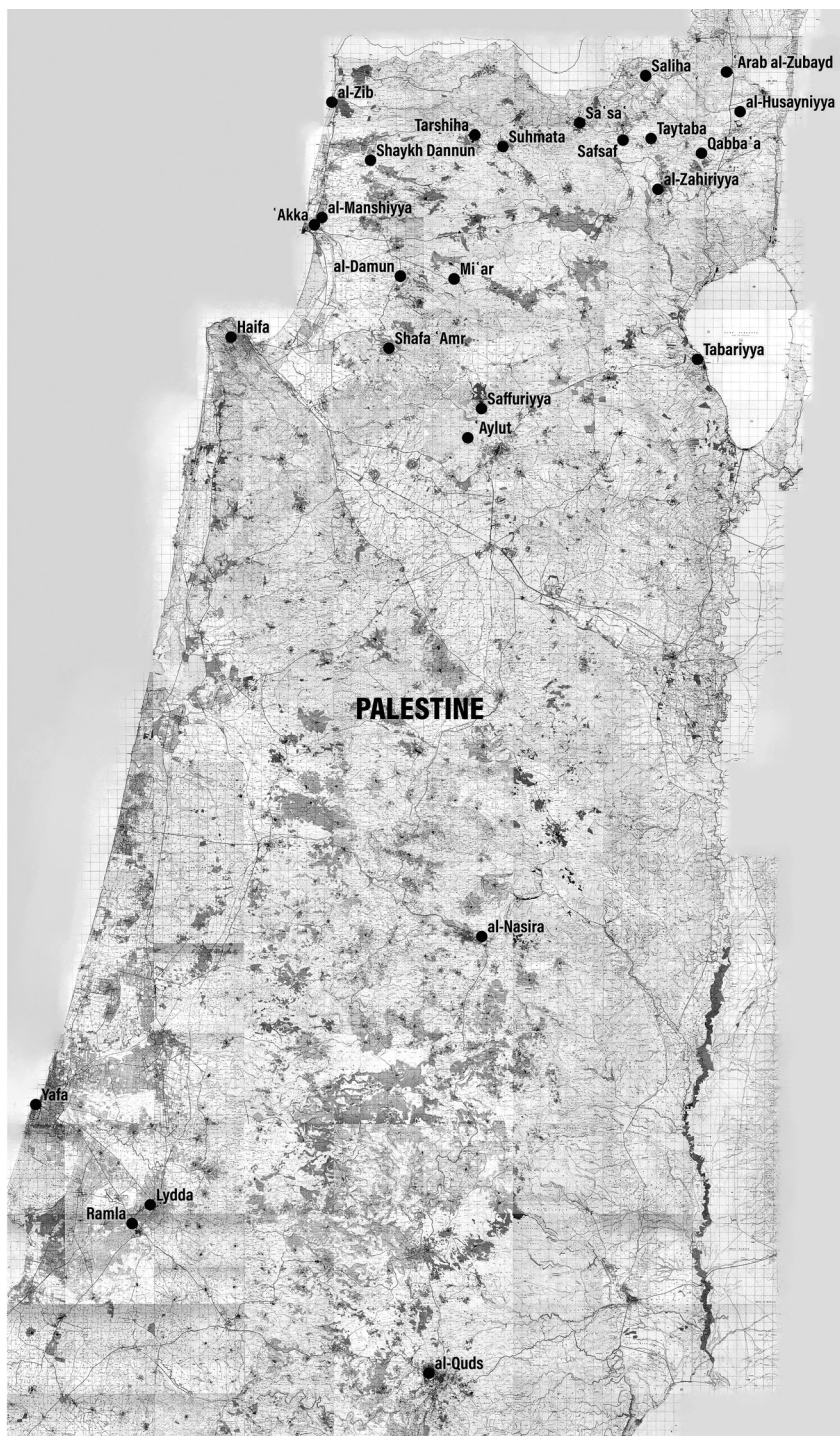 Saliha
ʿArab al-Zubayd
al-Zib
al-Husayniyya
Saʿsaʿ
Tarshiha
Suhmata
Safsaf
Taytaba
Qabbaʿa
Shaykh Dannun
al-Zahiriyya
al-Manshiyya
ʿAkka
al-Damun
Miʿar
Haifa
Shafa ʿAmr
Tabariyya
Saffuriyya
ʿAylut
PALESTINE
al-Nasira
Yafa
Lydda
Ramla
al-Quds